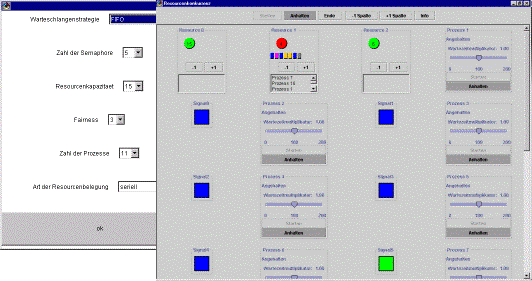 Warteschlangenstrategie FIFO
Zahl der Semaphore 5
Resourcenkapazitaet 15
Fairness 3
Zahl der Prozesse 11
Art der Resourcenbelegung seriell
ok
Resourcenkonkurrenz
Starten Anhalten Ende -1 Spalte +1 Spalte Info
Resource 0 Resource 1 Resource 2 Prozess 1
Angehalten
Wartezeitmultiplikator: 1.00
-1 +1 -1 +1 -1 +1
0 100 200
Prozess 7
Prozess 10
Prozess 1
Starten
Anhalten
Signal0 Prozess 2 Signal1 Prozess 3
Angehalten Angehalten
Wartezeitmultiplikator: 1.00 Wartezeitmultiplikator: 1.00
0 100 200 0 100 200
Starten Starten
Anhalten Anhalten
Signal2 Prozess 4 Signal3 Prozess 5
Angehalten Angehalten
Wartezeitmultiplikator: 1.00 Wartezeitmultiplikator: 1.00
0 100 200 0 100 200
Starten Starten
Anhalten Anhalten
Signal4 Prozess 6 Signal5 Prozess 7
Angehalten Angehalten
Wartezeitmultiplikator: 1.00 Wartezeitmultiplikator: 1.00